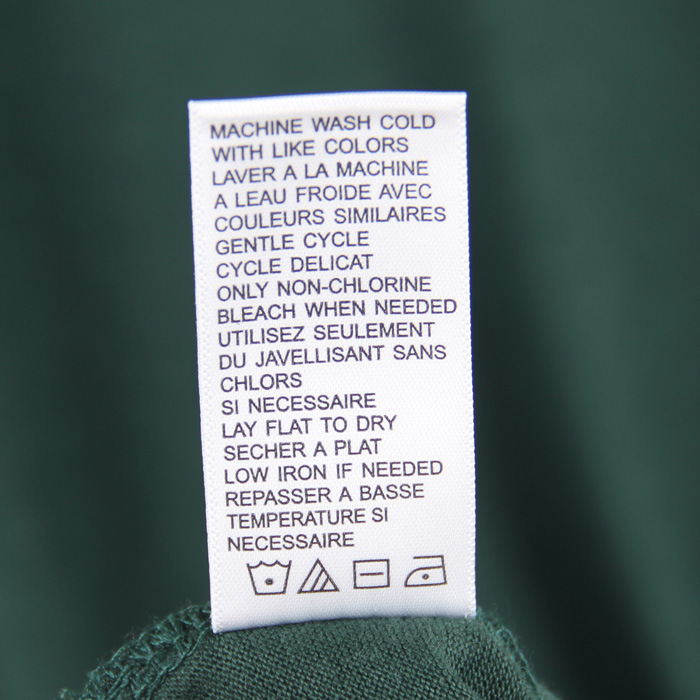 MACHINE WASH COLD
WITH LIKE COLORS
LAVER A LA MACHINE
A LEAU FROIDE AVEC
COULEURS SIMILAIRES
GENTLE CYCLE
CYCLE DELICAT
ONLY NON-CHLORINE
BLEACH WHEN NEEDED
UTILISEZ SEULEMENT
DU JAVELLISANT SANS
CHLORS
SI NECESSAIRE
LAY FLAT TO DRY
SECHER A PLAT
LOW IRON IF NEEDED
REPASSER A BASSE
TEMPERATURE SI
NECESSAIRE